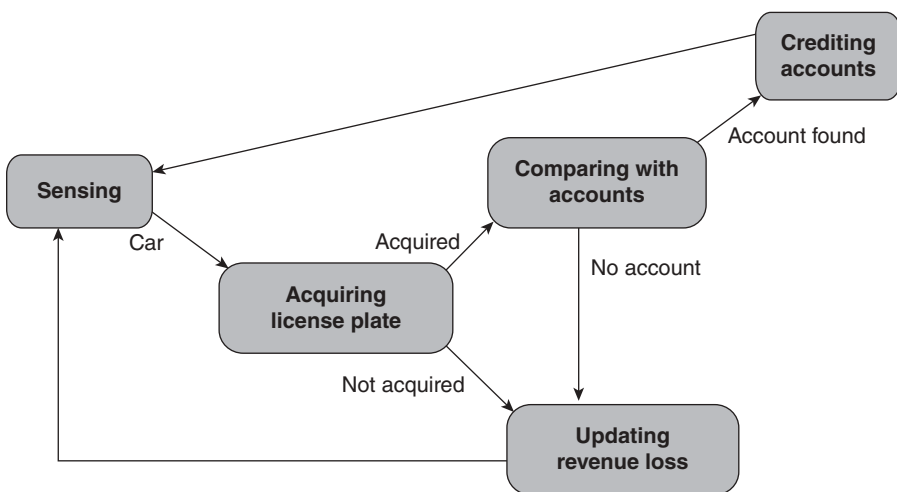 Crediting
accounts
Account found
Comparing with
accounts
Sensing
Car
Acquired
No account
Acquiring
license plate
Not acquired
Updating
revenue loss